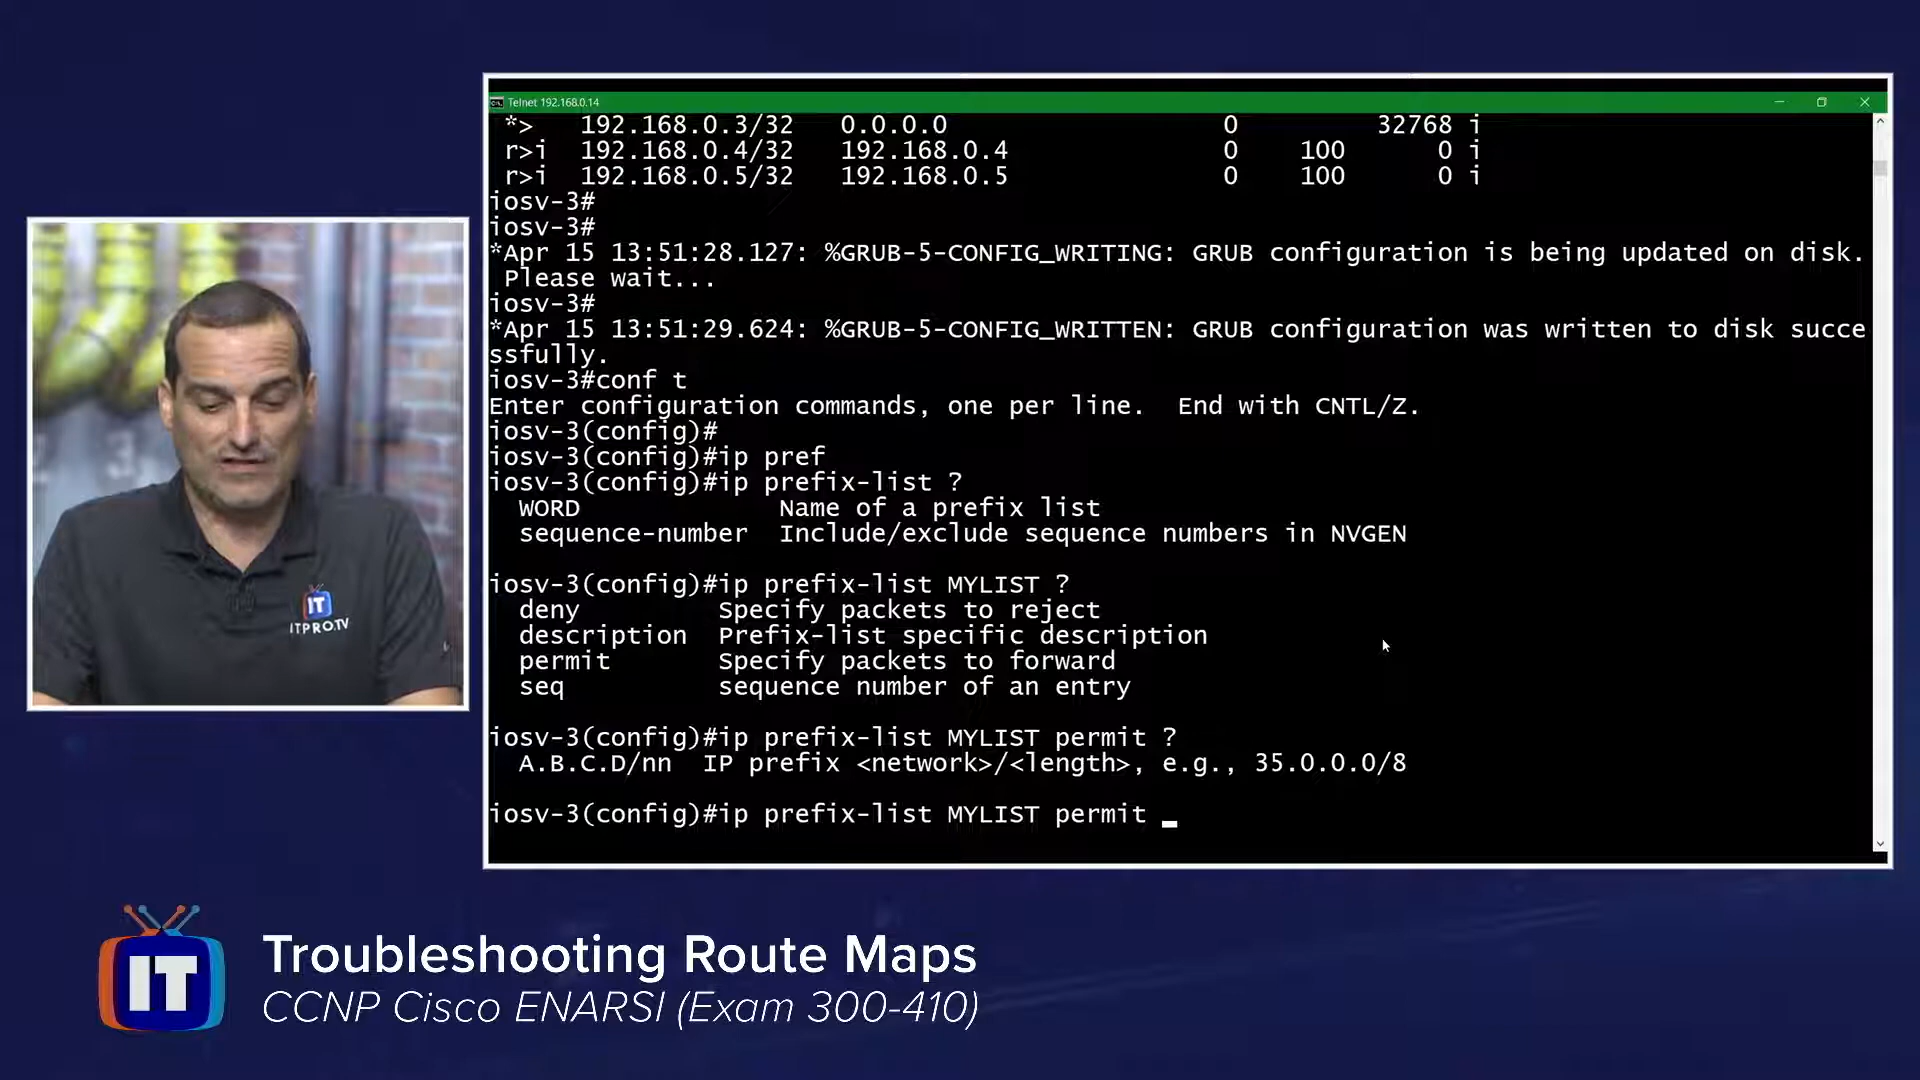 Telnet 192.168.0.14
*>   192.168.0.3/32   0.0.0.0                  0         32768 i
r>i  192.168.0.4/32   192.168.0.4              0    100      0 i
r>i  192.168.0.5/32   192.168.0.5              0    100      0 i
iosv-3#
iosv-3#
*Apr 15 13:51:28.127: %GRUB-5-CONFIG_WRITING: GRUB configuration is being updated on disk.
Please wait...
iosv-3#
*Apr 15 13:51:29.624: %GRUB-5-CONFIG_WRITTEN: GRUB configuration was written to disk succe
ssfully.
iosv-3#conf t
Enter configuration commands, one per line.  End with CNTL/Z.
iosv-3(config)#
iosv-3(config)#ip pref
iosv-3(config)#ip prefix-list ?
WORD             Name of a prefix list
sequence-number  Include/exclude sequence numbers in NVGEN
iosv-3(config)#ip prefix-list MYLIST ?
deny         Specify packets to reject
description  Prefix-list specific description
permit       Specify packets to forward
seq          sequence number of an entry
iosv-3(config)#ip prefix-list MYLIST permit ?
A.B.C.D/nn  IP prefix <network>/<length>, e.g., 35.0.0.0/8
iosv-3(config)#ip prefix-list MYLIST permit _
IT
ITPRO.TV
IT
Troubleshooting Route Maps
CCNP Cisco ENARSI (Exam 300-410)